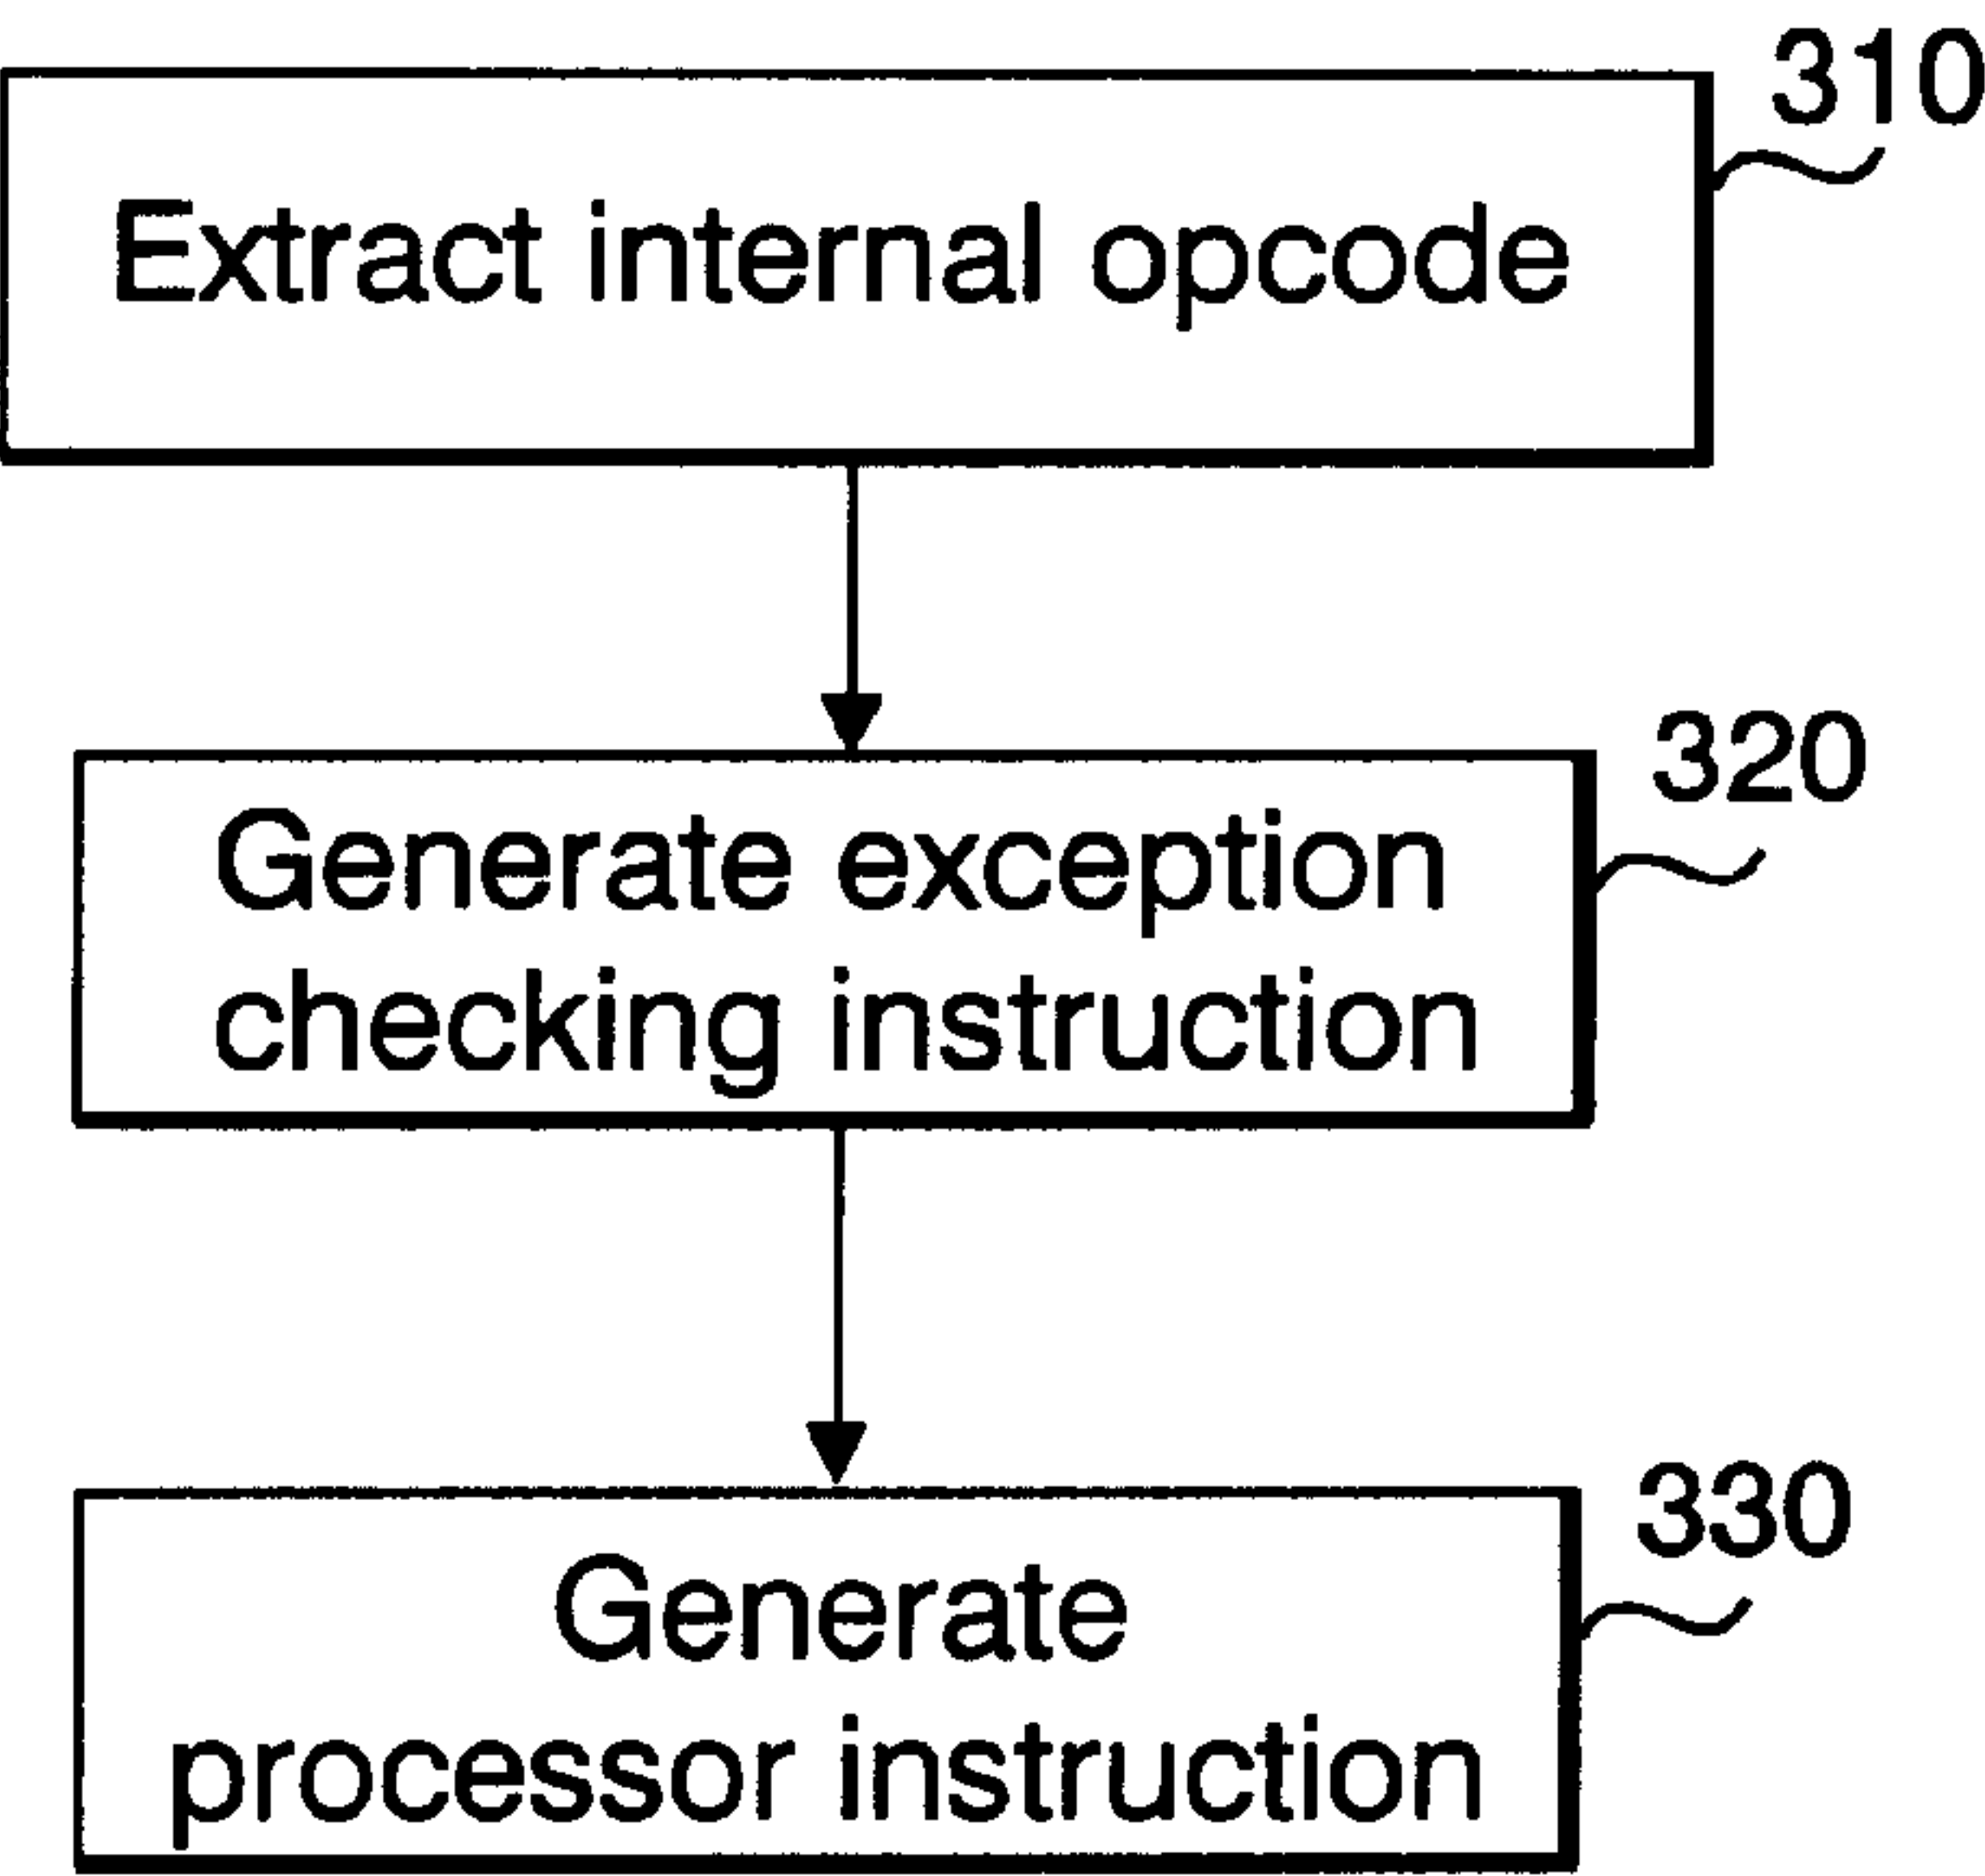 310
Extract internal opcode
320
Generate exception
checking instruction
330
Generate
processor instruction